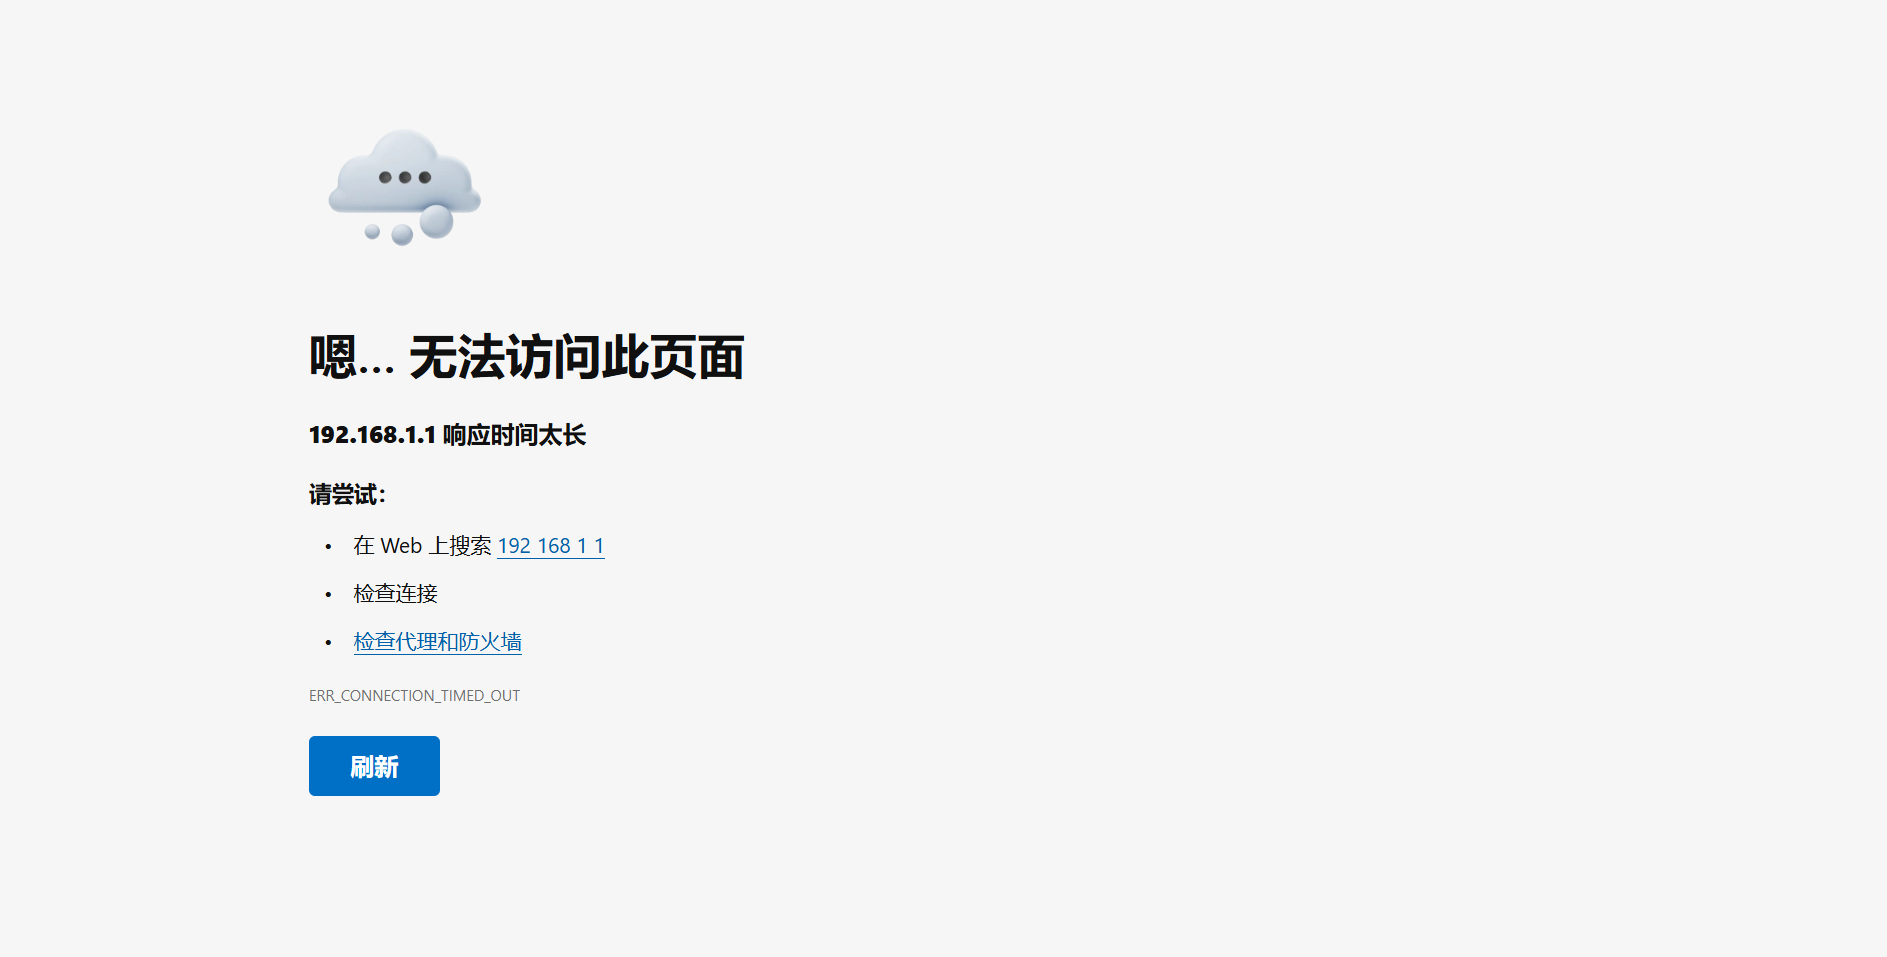 嗯… 无法访问此页面
192.168.1.1 响应时间太长
请尝试：
• 在 Web 上搜索 192 168 1 1
• 检查连接
• 检查代理和防火墙
ERR_CONNECTION_TIMED_OUT
刷新